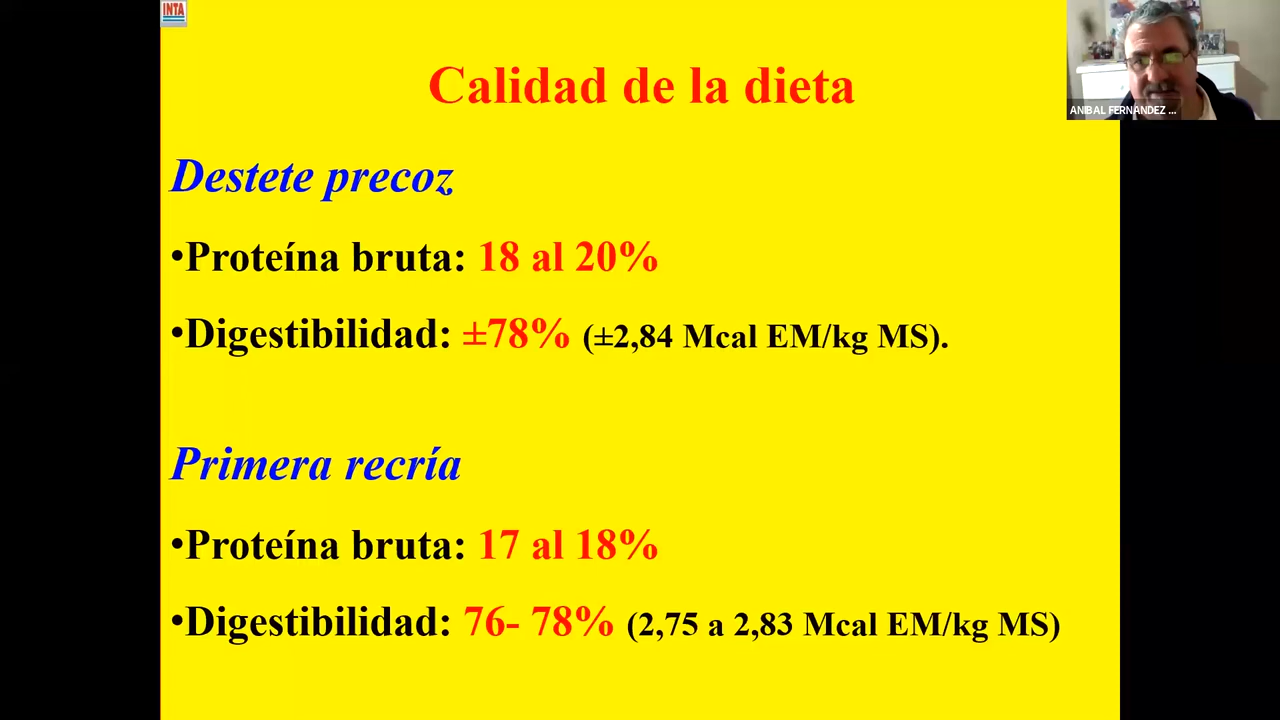 INTA
Calidad de la dieta
ANIBAL FERNANDEZ ...
Destete precoz
•Proteína bruta: 18 al 20%
•Digestibilidad: ±78% (±2,84 Mcal EM/kg MS).
Primera recría
•Proteína bruta: 17 al 18%
•Digestibilidad: 76- 78% (2,75 a 2,83 Mcal EM/kg MS)